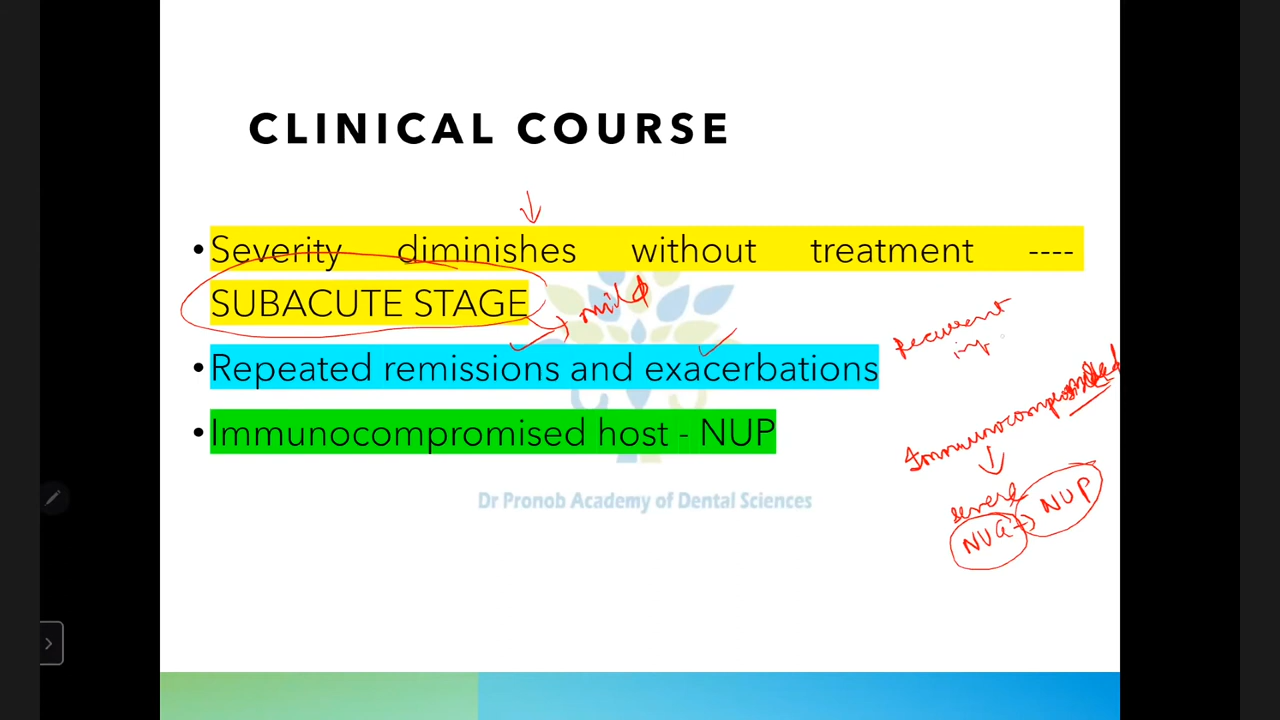 CLINICAL COURSE
• Severity diminishes without treatment ----
SUBACUTE STAGE
mild
• Repeated remissions and exacerbations
• Immunocompromised host - NUP
Recurrent
inf
Immunocompromised
severe
NUG → NUP
Dr Pronob Academy of Dental Sciences